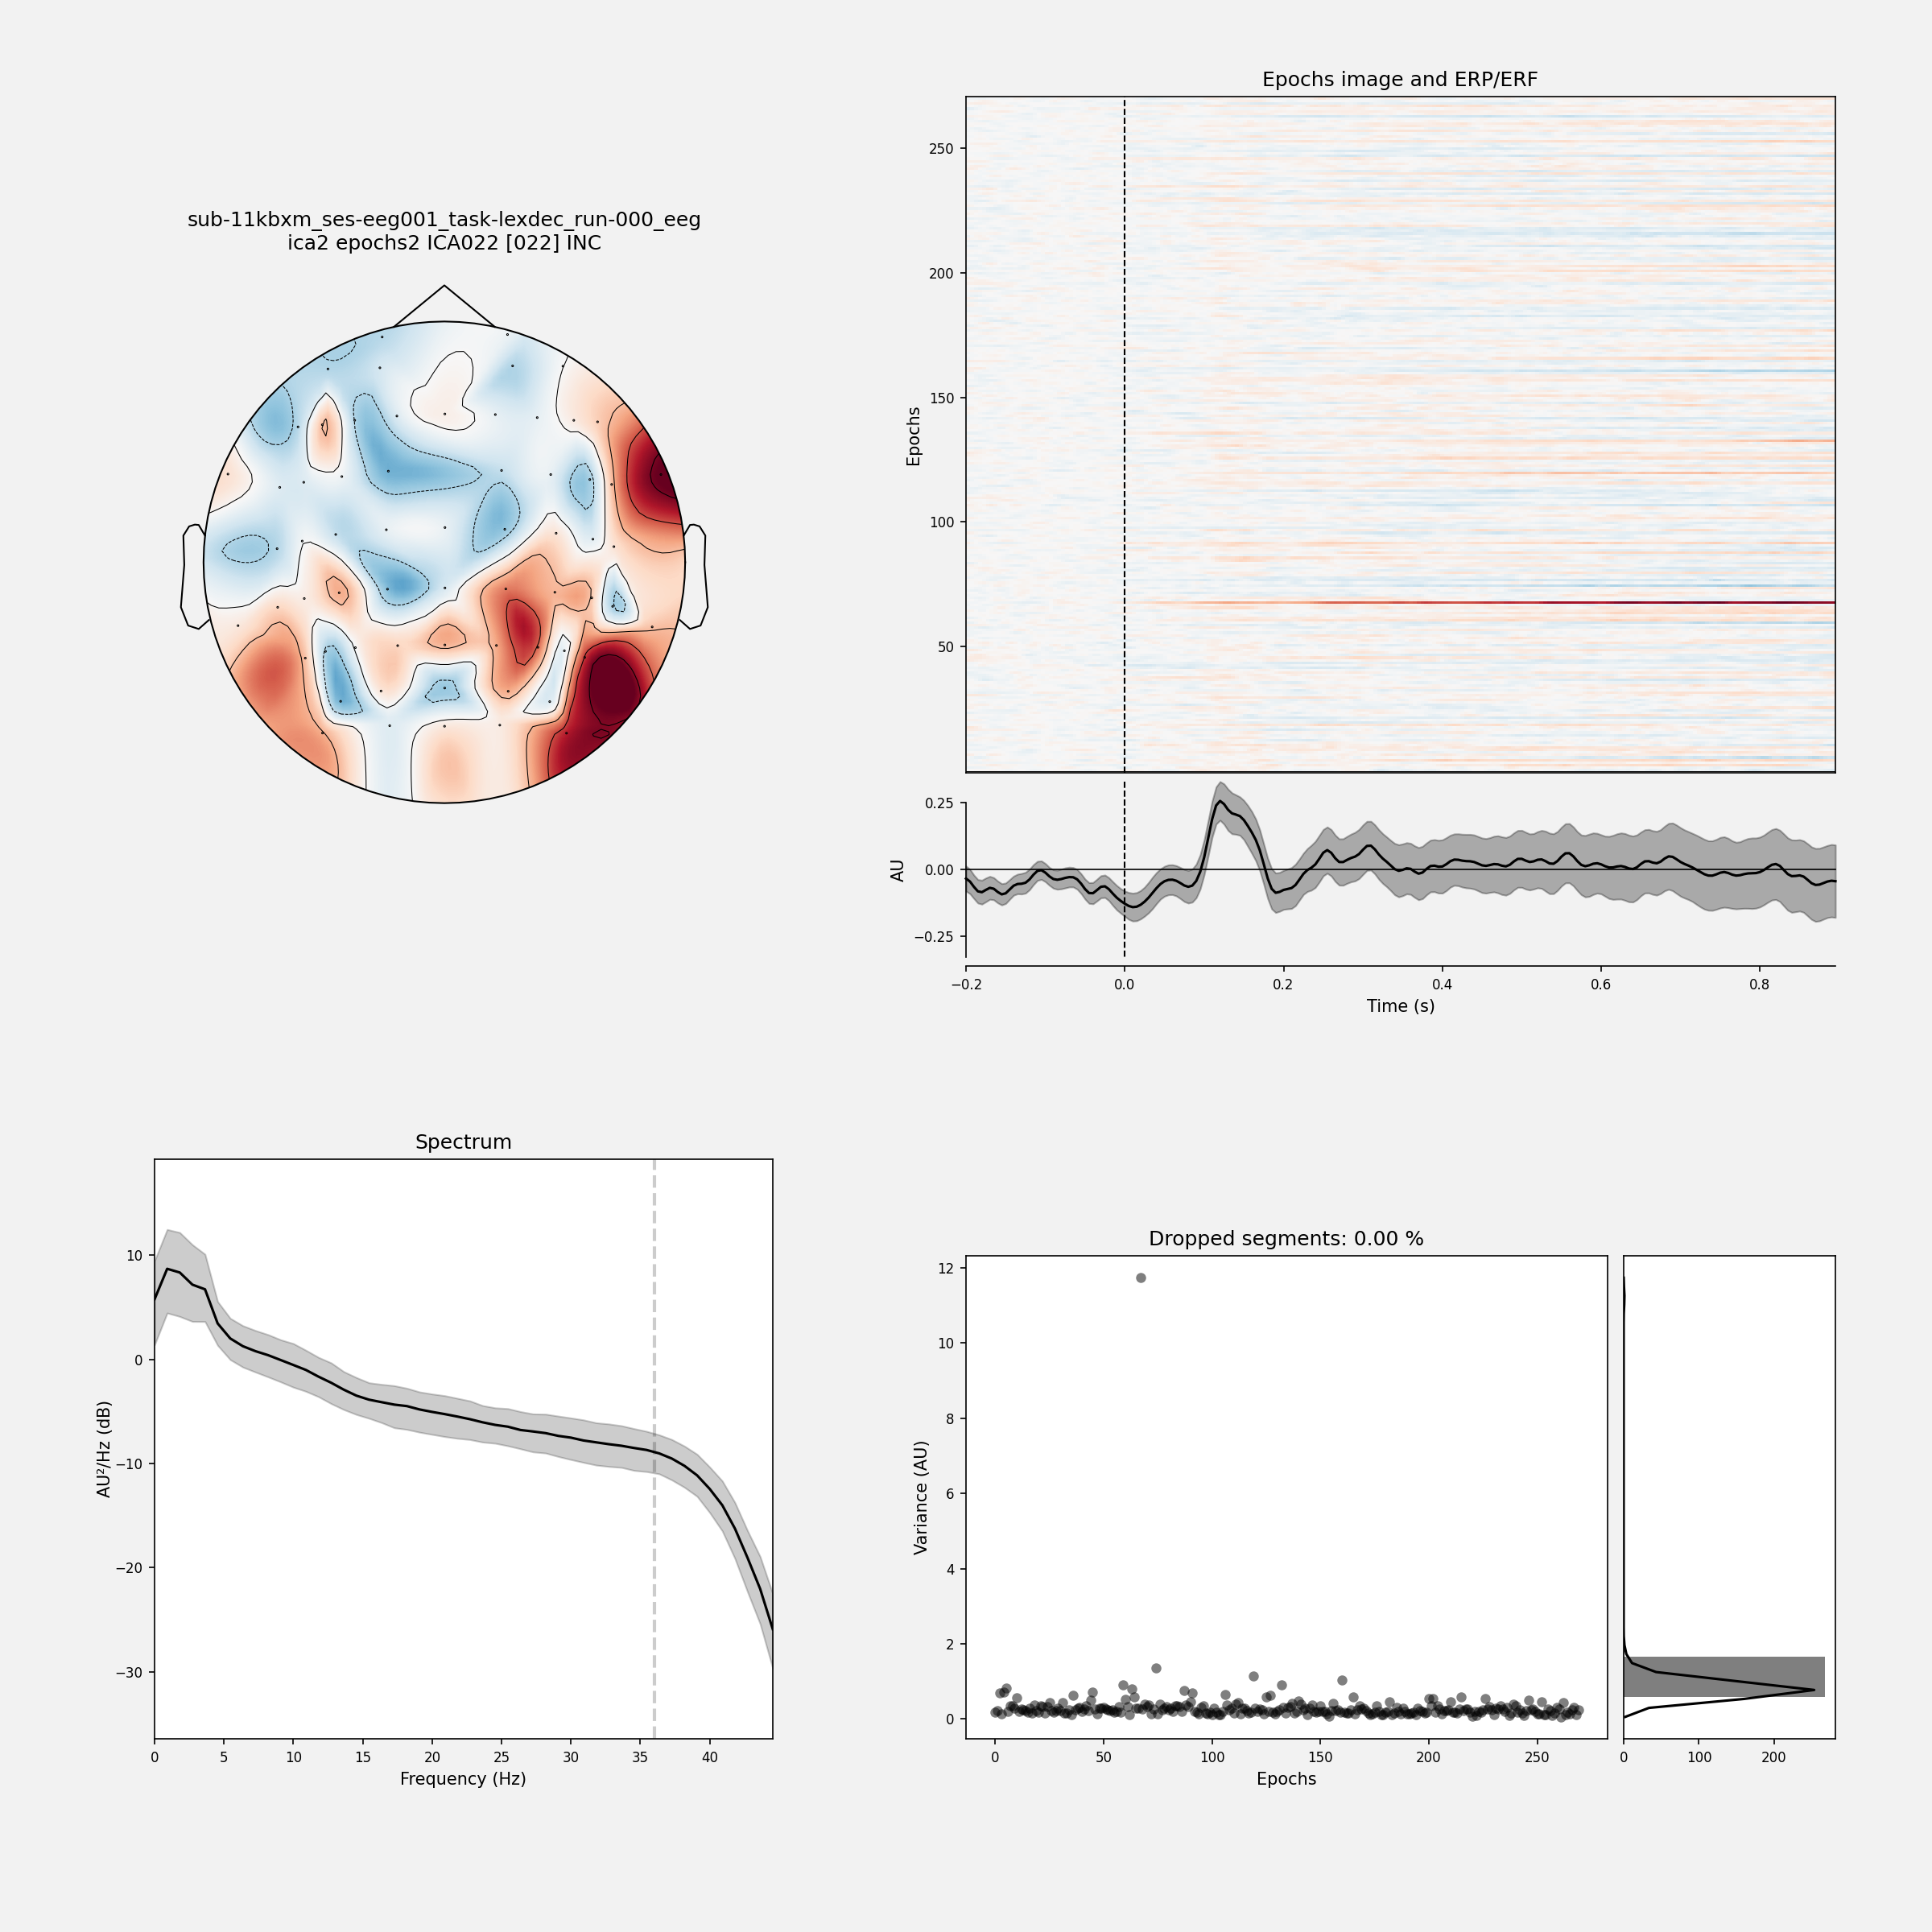 sub-11kbxm_ses-eeg001_task-lexdec_run-000_eeg
ica2 epochs2 ICA022 [022] INC
Epochs image and ERP/ERF
Epochs
250
200
150
100
50
AU
0.25
0.00
−0.25
−0.2 0.0 0.2 0.4 0.6 0.8
Time (s)
Spectrum
AU²/Hz (dB)
10
0
−10
−20
−30
0 5 10 15 20 25 30 35 40
Frequency (Hz)
Dropped segments: 0.00 %
Variance (AU)
12
10
8
6
4
2
0
0 50 100 150 200 250
Epochs
0 100 200